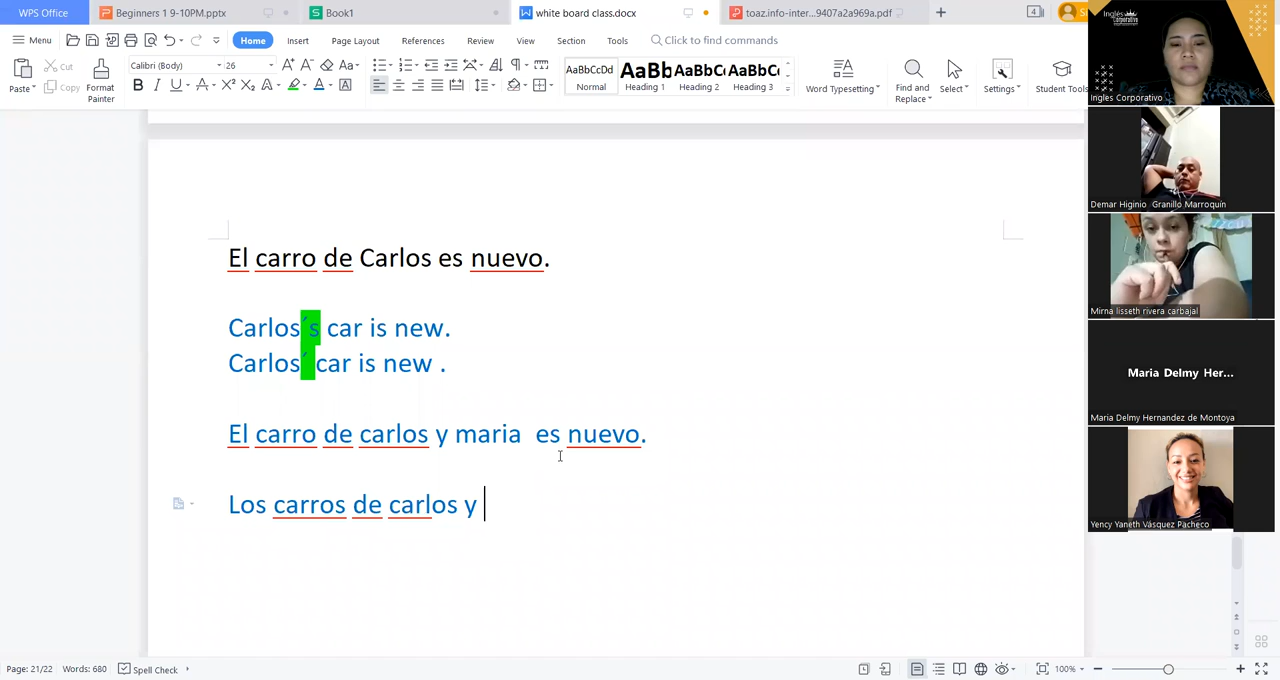 WPS Office Beginners 1 9-10PM.pptx Book1 white board class.docx toaz.info-inter...9407a2a969a.pdf
Menu Home Insert Page Layout References Review View Section Tools Click to find commands
Paste Cut Copy Format Painter Calibri (Body) 26 AaBbCcDd Normal Heading 1 Heading 2 Heading 3 Word Typesetting Find and Replace Select Settings Student Tools
El carro de Carlos es nuevo.
Carlos´s car is new.
Carlos´ car is new .
El carro de carlos y maria es nuevo.
Los carros de carlos y
Inglés Corporativo
Ingles Corporativo
Demar Higinio Granillo Marroquín
Mirna lisseth rivera carbajal
Maria Delmy Her...
Maria Delmy Hernandez de Montoya
Yency Yaneth Vásquez Pacheco
Page: 21/22 Words: 680 Spell Check 100%